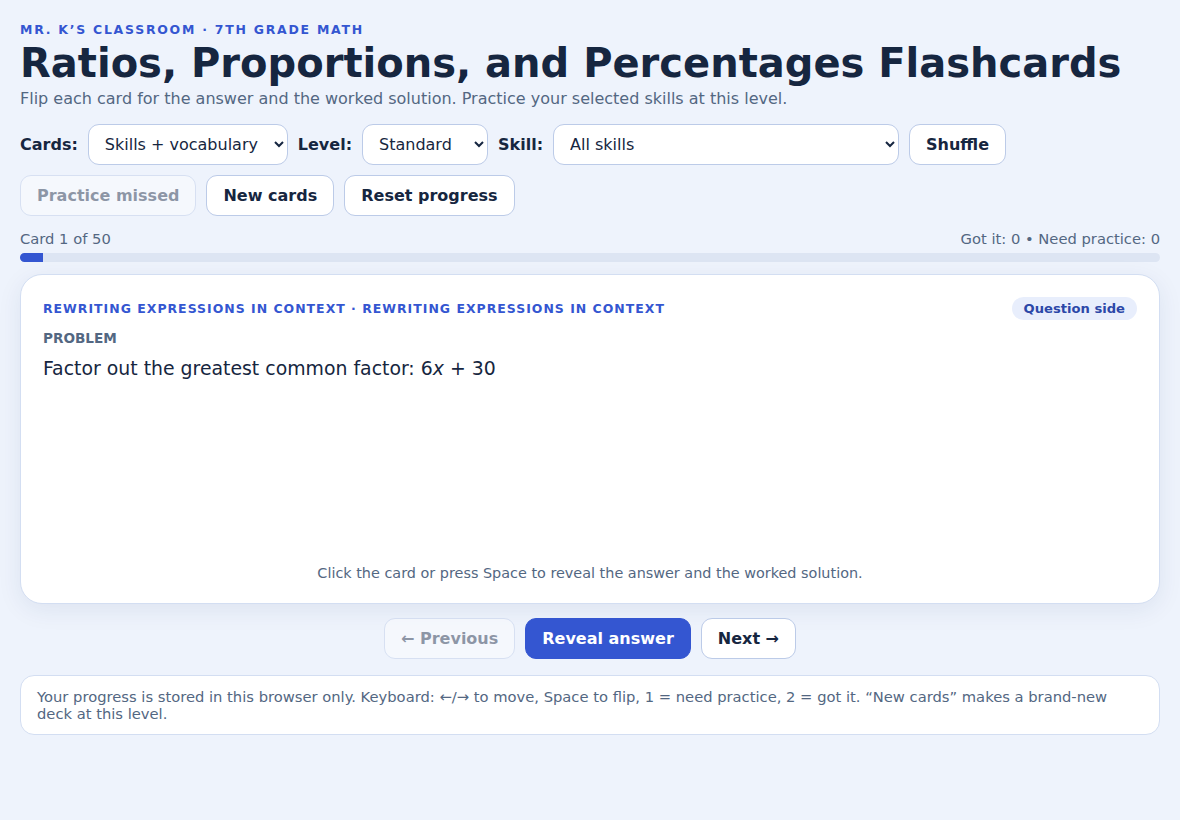 MR. K’S CLASSROOM · 7TH GRADE MATH
Ratios, Proportions, and Percentages Flashcards
Flip each card for the answer and the worked solution. Practice your selected skills at this level.
Cards: Skills + vocabulary Level: Standard Skill: All skills Shuffle
Practice missed New cards Reset progress
Card 1 of 50 Got it: 0 • Need practice: 0
REWRITING EXPRESSIONS IN CONTEXT · REWRITING EXPRESSIONS IN CONTEXT Question side
PROBLEM
Factor out the greatest common factor: 6x + 30
Click the card or press Space to reveal the answer and the worked solution.
← Previous Reveal answer Next →
Your progress is stored in this browser only. Keyboard: ←/→ to move, Space to flip, 1 = need practice, 2 = got it. “New cards” makes a brand-new
deck at this level.